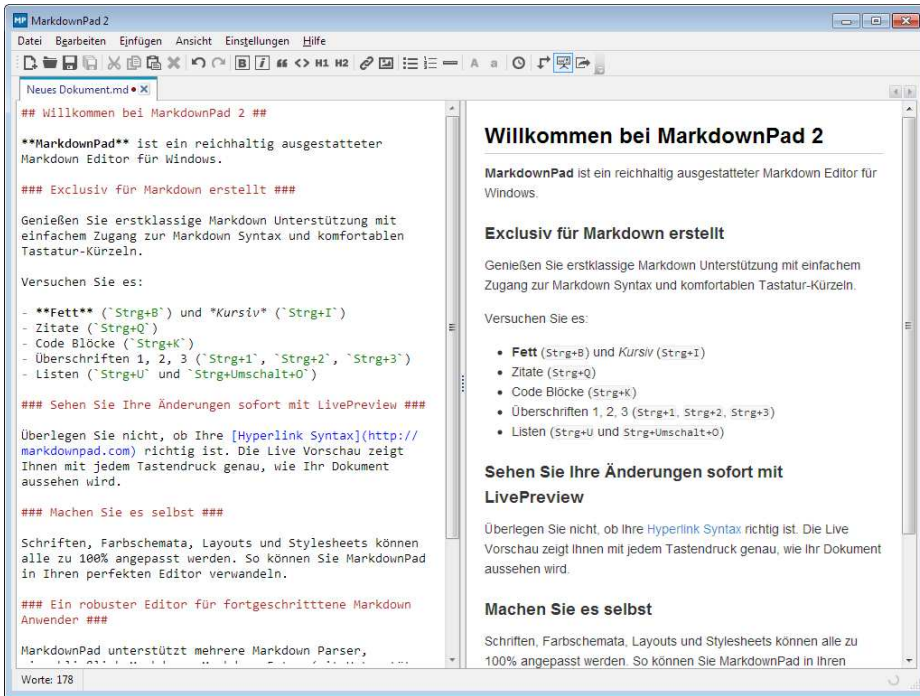 MarkdownPad 2
Datei Bearbeiten Einfügen Ansicht Einstellungen Hilfe
B i “ <> H1 H2 A a
Neues Dokument.md
## Willkommen bei MarkdownPad 2 ##
**MarkdownPad** ist ein reichhaltig ausgestatteter
Markdown Editor für Windows.
### Exclusiv für Markdown erstellt ###
Genießen Sie erstklassige Markdown Unterstützung mit
einfachem Zugang zur Markdown Syntax und komfortablen
Tastatur-Kürzeln.
Versuchen Sie es:
- **Fett** (`Strg+B`) und *Kursiv* (`Strg+I`)
- Zitate (`Strg+Q`)
- Code Blöcke (`Strg+K`)
- Überschriften 1, 2, 3 (`Strg+1`, `Strg+2`, `Strg+3`)
- Listen (`Strg+U` und `Strg+Umschalt+O`)
### Sehen Sie Ihre Änderungen sofort mit LivePreview ###
Überlegen Sie nicht, ob Ihre [Hyperlink Syntax](http://
markdownpad.com) richtig ist. Die Live Vorschau zeigt
Ihnen mit jedem Tastendruck genau, wie Ihr Dokument
aussehen wird.
### Machen Sie es selbst ###
Schriften, Farbschemata, Layouts und Stylesheets können
alle zu 100% angepasst werden. So können Sie MarkdownPad
in Ihren perfekten Editor verwandeln.
### Ein robuster Editor für fortgeschritttene Markdown
Anwender ###
MarkdownPad unterstützt mehrere Markdown Parser,
Willkommen bei MarkdownPad 2
MarkdownPad ist ein reichhaltig ausgestatteter Markdown Editor für
Windows.
Exclusiv für Markdown erstellt
Genießen Sie erstklassige Markdown Unterstützung mit einfachem
Zugang zur Markdown Syntax und komfortablen Tastatur-Kürzeln.
Versuchen Sie es:
• Fett (Strg+B) und Kursiv (Strg+I)
• Zitate (Strg+Q)
• Code Blöcke (Strg+K)
• Überschriften 1, 2, 3 (Strg+1, Strg+2, Strg+3)
• Listen (Strg+U und Strg+Umschalt+O)
Sehen Sie Ihre Änderungen sofort mit
LivePreview
Überlegen Sie nicht, ob Ihre Hyperlink Syntax richtig ist. Die Live
Vorschau zeigt Ihnen mit jedem Tastendruck genau, wie Ihr Dokument
aussehen wird.
Machen Sie es selbst
Schriften, Farbschemata, Layouts und Stylesheets können alle zu
100% angepasst werden. So können Sie MarkdownPad in Ihren
Worte: 178